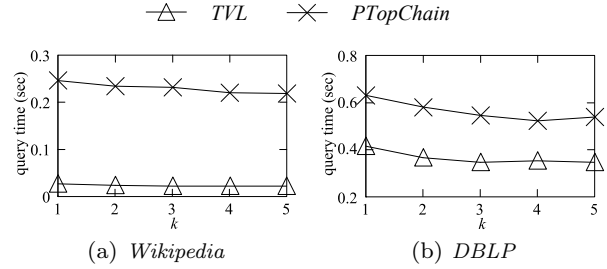 TVL PTopChain
0.3
0.2
0.1
0
query time (sec)
1 2 3 4 5
k
(a) Wikipedia
0.8
0.6
0.4
0.2
query time (sec)
1 2 3 4 5
k
(b) DBLP